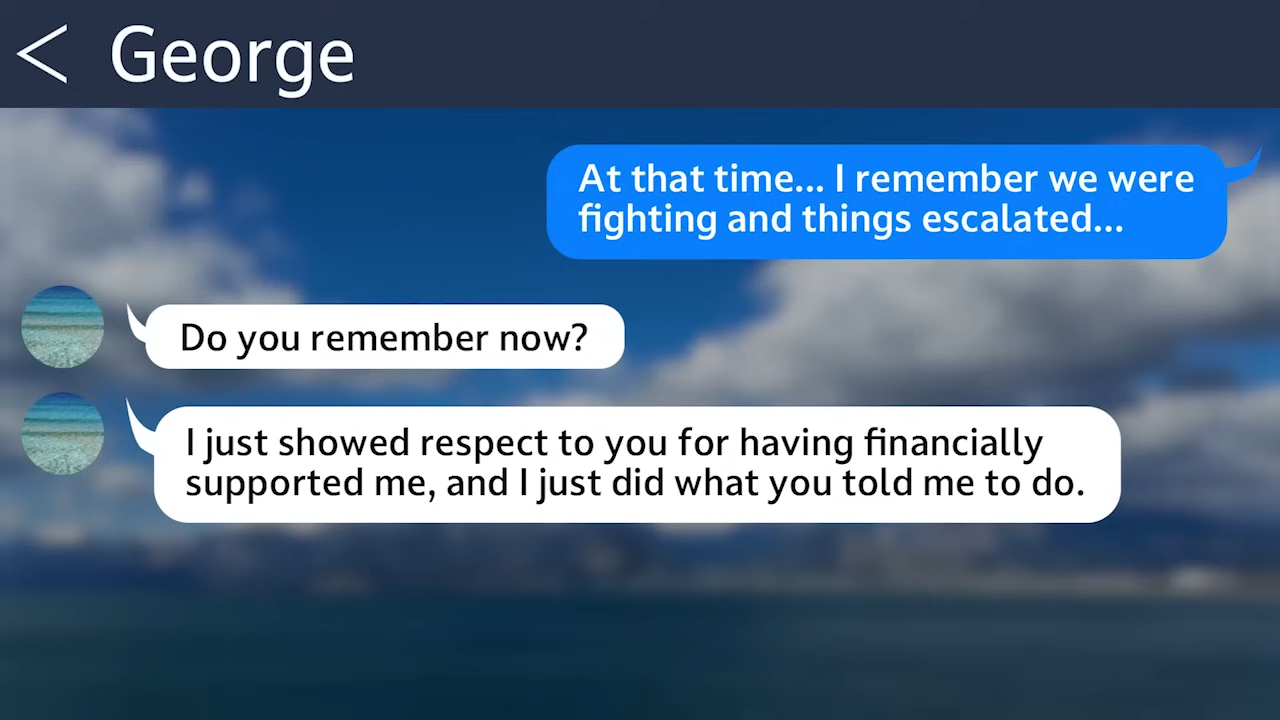 George
At that time... I remember we were
fighting and things escalated...
Do you remember now?
I just showed respect to you for having financially
supported me, and I just did what you told me to do.